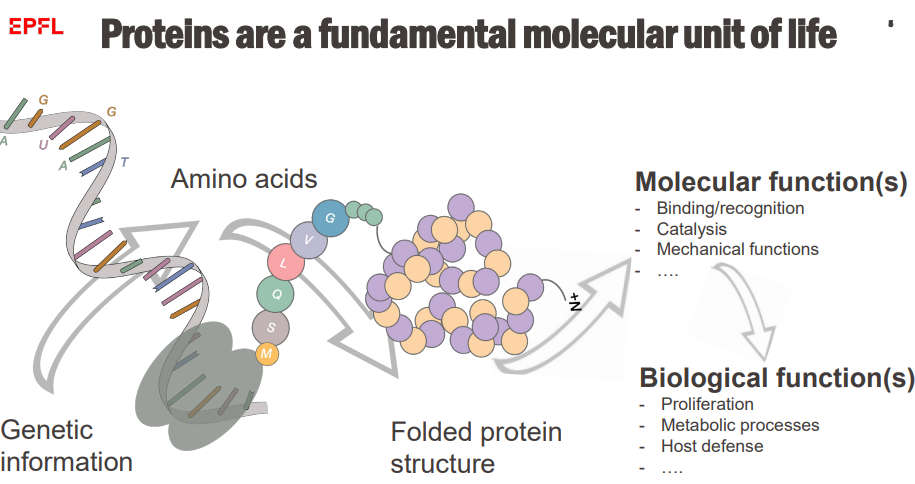 EPFL
Proteins are a fundamental molecular unit of life
G
G
A
U
A
T
Amino acids
G
V
L
Q
S
M
N+
Genetic
information
Folded protein
structure
Molecular function(s)
- Binding/recognition
- Catalysis
- Mechanical functions
- ....
Biological function(s)
- Proliferation
- Metabolic processes
- Host defense
- ....